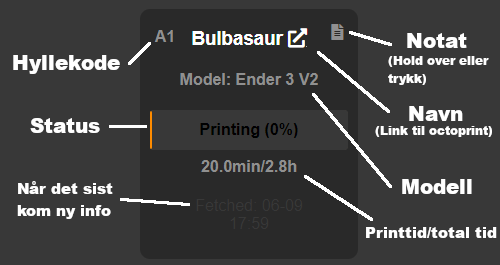 A1
Bulbasaur
Model: Ender 3 V2
Printing (0%)
20.0min/2.8h
Fetched: 06-09
17:59
Hyllekode
Status
Når det sist
kom ny info
Notat
(Hold over eller
trykk)
Navn
(Link til octoprint)
Modell
Printtid/total tid